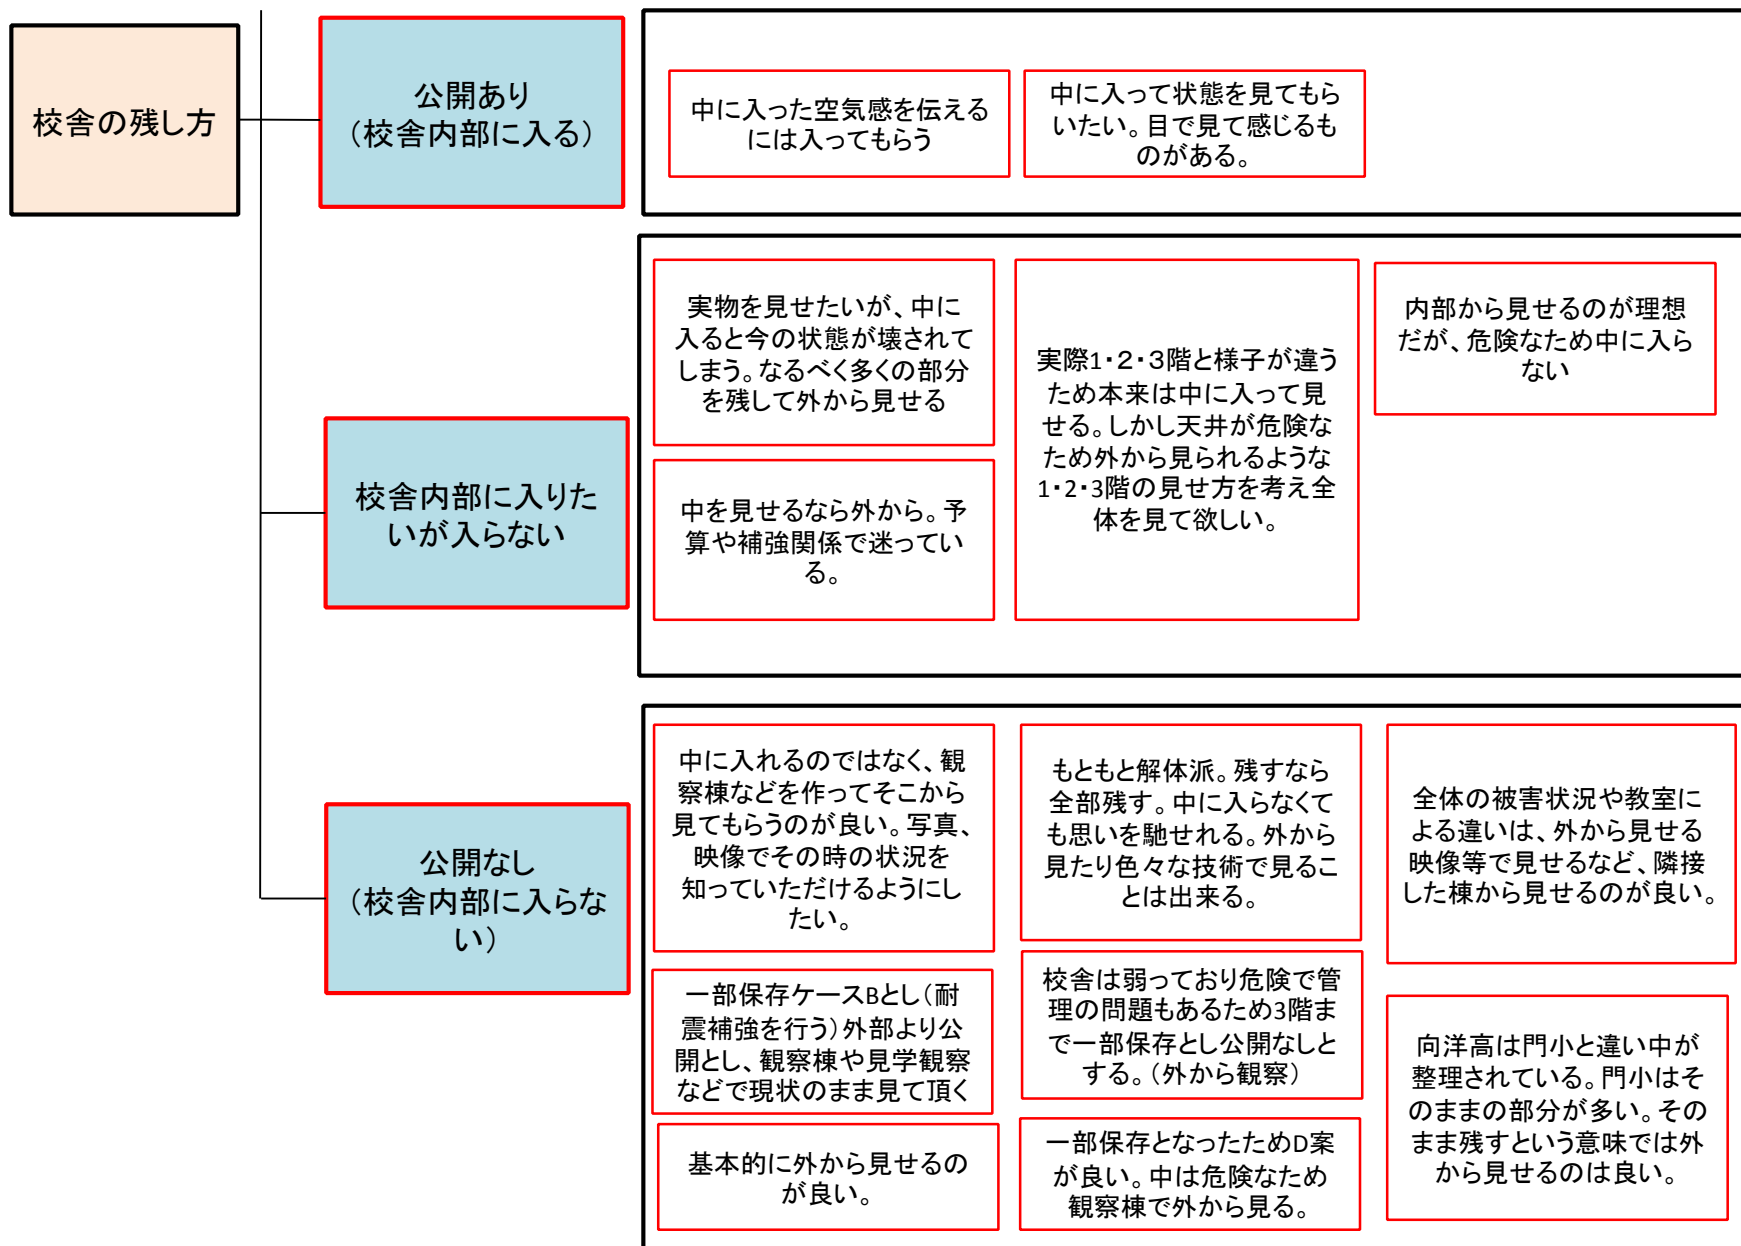 校舎の残し方
公開あり
（校舎内部に入る）
中に入った空気感を伝える
には入ってもらう
中に入って状態を見てもら
いたい。目で見て感じるも
のがある。
校舎内部に入りた
いが入らない
実物を見せたいが、中に
入ると今の状態が壊されて
しまう。なるべく多くの部分
を残して外から見せる
中を見せるなら外から。予
算や補強関係で迷ってい
る。
実際1・2・3階と様子が違う
ため本来は中に入って見
せる。しかし天井が危険な
ため外から見られるような
1・2・3階の見せ方を考え全
体を見て欲しい。
内部から見せるのが理想
だが、危険なため中に入ら
ない
公開なし
（校舎内部に入らな
い）
中に入れるのではなく、観
察棟などを作ってそこから
見てもらうのが良い。写真、
映像でその時の状況を
知っていただけるようにし
たい。
もともと解体派。残すなら
全部残す。中に入らなくて
も思いを馳せれる。外から
見たり色々な技術で見るこ
とは出来る。
全体の被害状況や教室に
よる違いは、外から見せる
映像等で見せるなど、隣接
した棟から見せるのが良い。
一部保存ケースBとし（耐
震補強を行う）外部より公
開とし、観察棟や見学観察
などで現状のまま見て頂く
校舎は弱っており危険で管
理の問題もあるため3階ま
で一部保存とし公開なしと
する。（外から観察）
向洋高は門小と違い中が
整理されている。門小はそ
のままの部分が多い。その
まま残すという意味では外
から見せるのは良い。
基本的に外から見せるの
が良い。
一部保存となったためD案
が良い。中は危険なため
観察棟で外から見る。